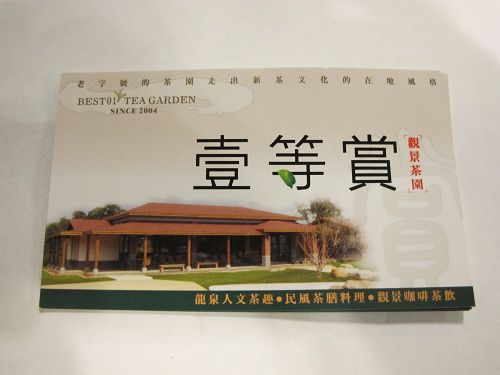 老字號的茶園走出新茶文化的在地風格
BEST01 TEA GARDEN
SINCE 2004
壹等賞
觀景茶園
賞
龍泉人文茶趣•民風茶膳料理•觀景咖啡茶飲